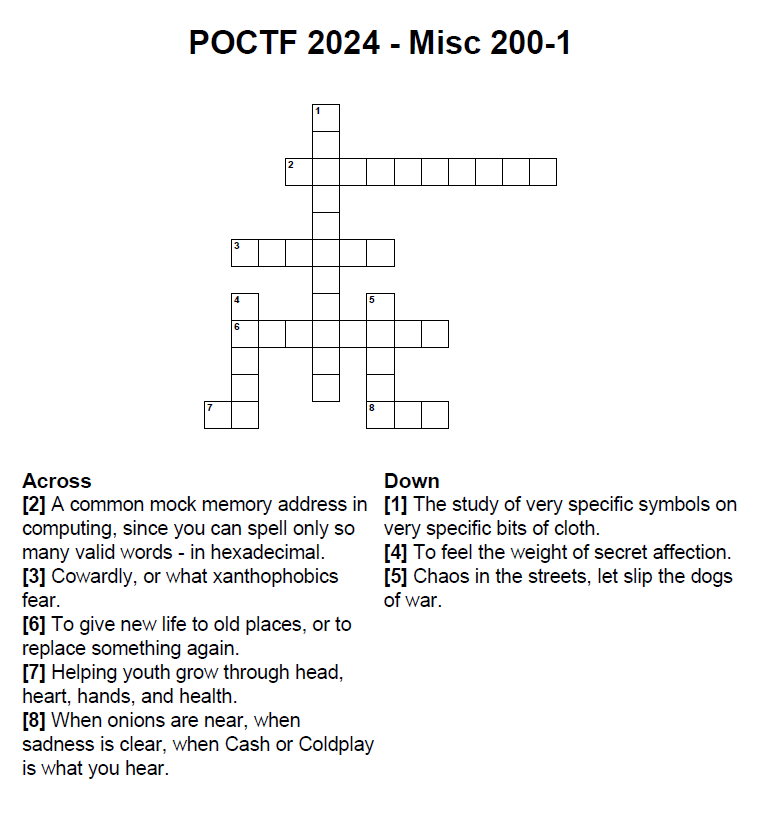 POCTF 2024 - Misc 200-1
1
2
3
4
5
6
7
8
Across
[2] A common mock memory address in
computing, since you can spell only so
many valid words - in hexadecimal.
[3] Cowardly, or what xanthophobics
fear.
[6] To give new life to old places, or to
replace something again.
[7] Helping youth grow through head,
heart, hands, and health.
[8] When onions are near, when
sadness is clear, when Cash or Coldplay
is what you hear.
Down
[1] The study of very specific symbols on
very specific bits of cloth.
[4] To feel the weight of secret affection.
[5] Chaos in the streets, let slip the dogs
of war.